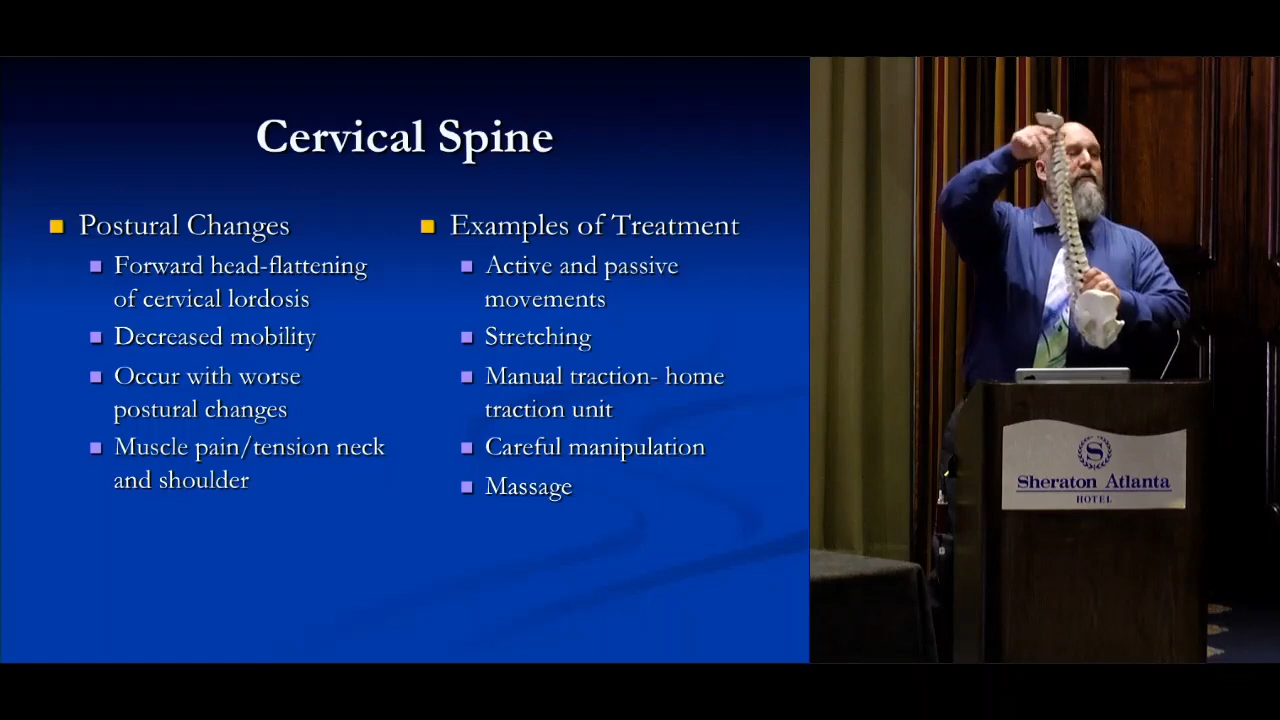 Cervical Spine
Postural Changes
Forward head-flattening
of cervical lordosis
Decreased mobility
Occur with worse
postural changes
Muscle pain/tension neck
and shoulder
Examples of Treatment
Active and passive
movements
Stretching
Manual traction- home
traction unit
Careful manipulation
Massage
S
Sheraton Atlanta
HOTEL